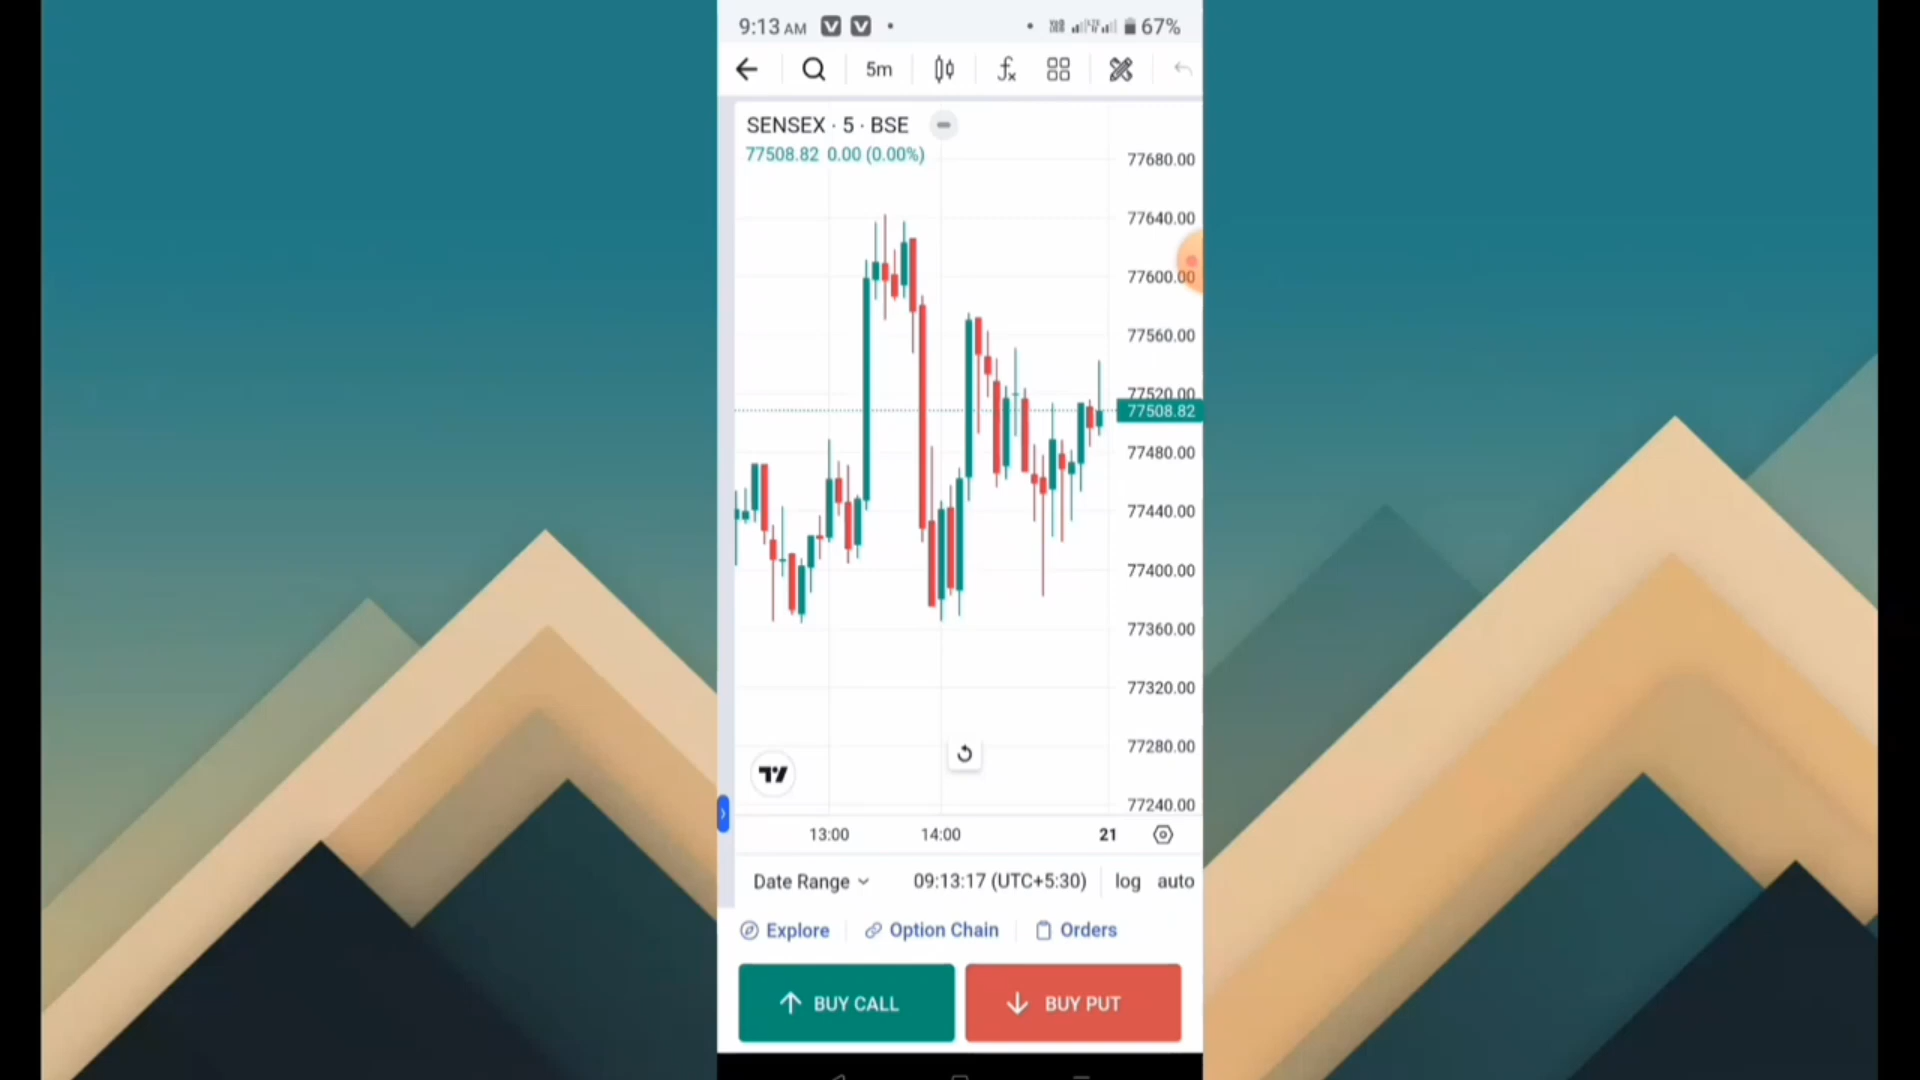 9:13 AM
67%
5m
SENSEX · 5 · BSE
77508.82 0.00 (0.00%)
77680.00
77640.00
77600.00
77560.00
77520.00
77508.82
77480.00
77440.00
77400.00
77360.00
77320.00
77280.00
77240.00
13:00 14:00 21
Date Range 09:13:17 (UTC+5:30) log auto
Explore Option Chain Orders
BUY CALL BUY PUT